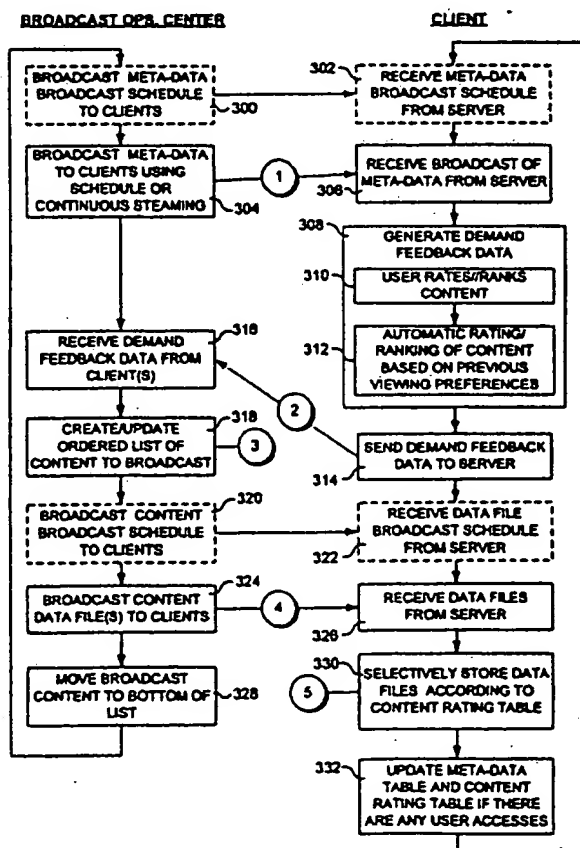 BROADCAST OPS. CENTER
CLIENT
BROADCAST META-DATA
BROADCAST SCHEDULE
TO CLIENTS
300
302
RECEIVE META-DATA
BROADCAST SCHEDULE
FROM SERVER
BROADCAST META-DATA
TO CLIENTS USING
SCHEDULE OR
CONTINUOUS STEAMING
304
1
RECEIVE BROADCAST OF
META-DATA FROM SERVER
306
308
GENERATE DEMAND
FEEDBACK DATA
310
USER RATES//RANKS
CONTENT
312
AUTOMATIC RATING/
RANKING OF CONTENT
BASED ON PREVIOUS
VIEWING PREFERENCES
316
RECEIVE DEMAND
FEEDBACK DATA FROM
CLIENT(S)
2
318
CREATE/UPDATE
ORDERED LIST OF
CONTENT TO BROADCAST
3
SEND DEMAND FEEDBACK
DATA TO SERVER
314
320
BROADCAST CONTENT
BROADCAST SCHEDULE
TO CLIENTS
RECEIVE DATA FILE
BROADCAST SCHEDULE
FROM SERVER
322
324
BROADCAST CONTENT
DATA FILE(S) TO CLIENTS
4
RECEIVE DATA FILES
FROM SERVER
326
MOVE BROADCAST
CONTENT TO BOTTOM OF
LIST
328
330
SELECTIVELY STORE DATA
FILES ACCORDING TO
CONTENT RATING TABLE
5
332
UPDATE META-DATA
TABLE AND CONTENT
RATING TABLE IF THERE
ARE ANY USER ACCESSES